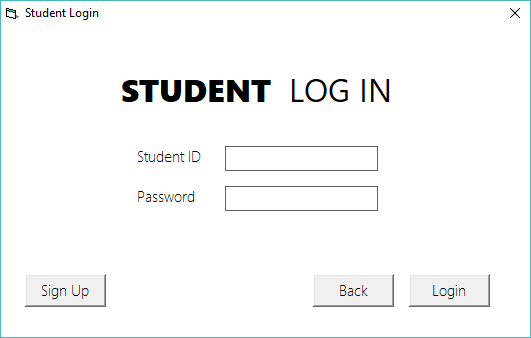 Student Login
STUDENT LOG IN
Student ID
Password
Sign Up
Back
Login